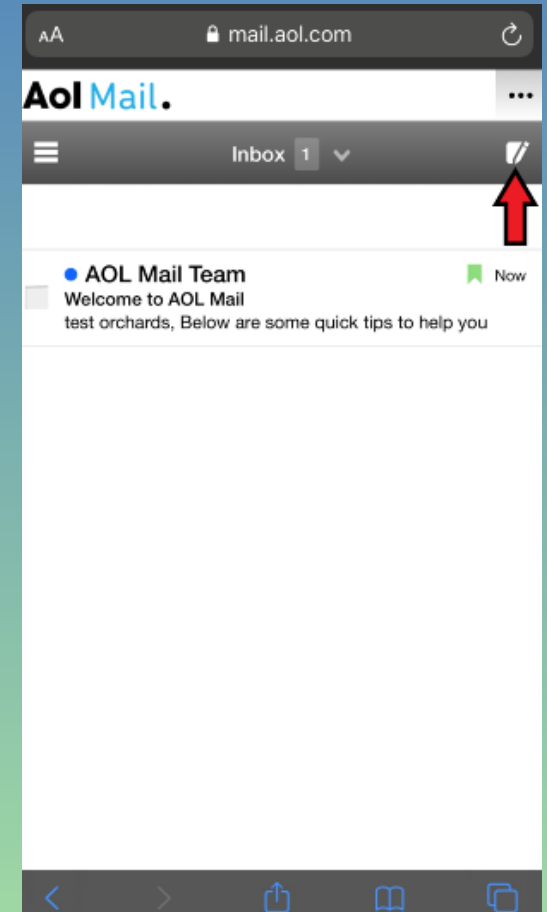 AA mail.aol.com
Aol Mail.
Inbox 1
AOL Mail Team Now
Welcome to AOL Mail
test orchards, Below are some quick tips to help you